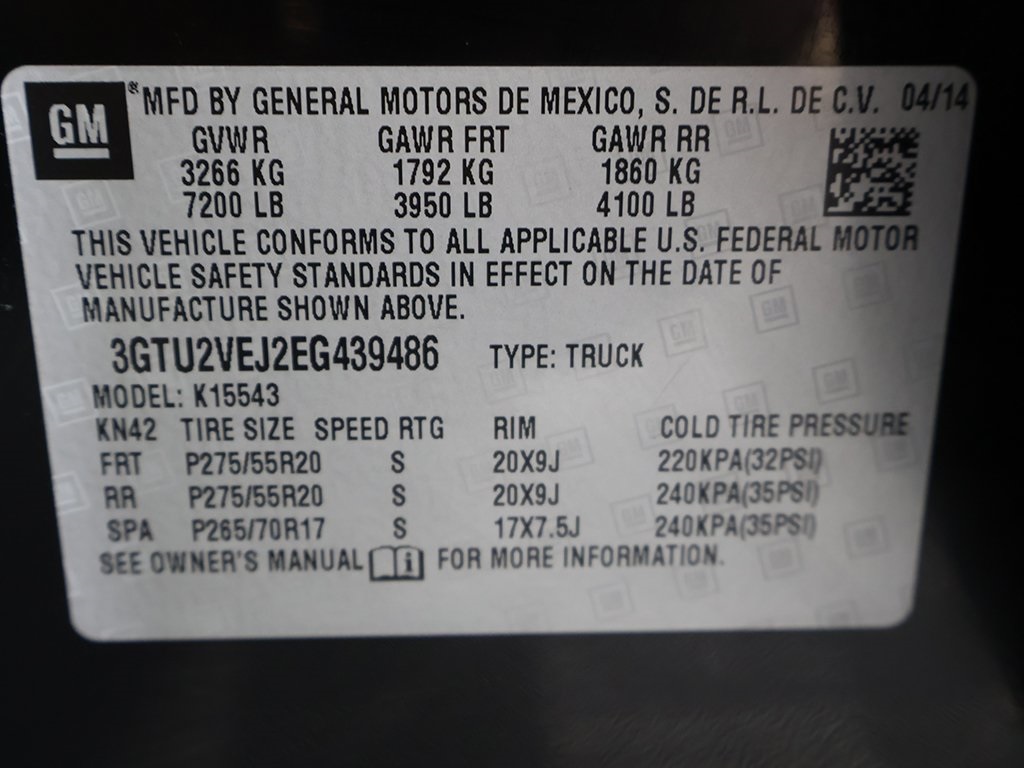 GM ® MFD BY GENERAL MOTORS DE MEXICO, S. DE R.L. DE C.V. 04/14
GVWR GAWR FRT GAWR RR
3266 KG 1792 KG 1860 KG
7200 LB 3950 LB 4100 LB
THIS VEHICLE CONFORMS TO ALL APPLICABLE U.S. FEDERAL MOTOR
VEHICLE SAFETY STANDARDS IN EFFECT ON THE DATE OF
MANUFACTURE SHOWN ABOVE.
3GTU2VEJ2EG439486 TYPE: TRUCK
MODEL: K15543
KN42 TIRE SIZE SPEED RTG RIM COLD TIRE PRESSURE
FRT P275/55R20 S 20X9J 220KPA(32PSI)
RR P275/55R20 S 20X9J 240KPA(35PSI)
SPA P265/70R17 S 17X7.5J 240KPA(35PSI)
SEE OWNER'S MANUAL i FOR MORE INFORMATION.